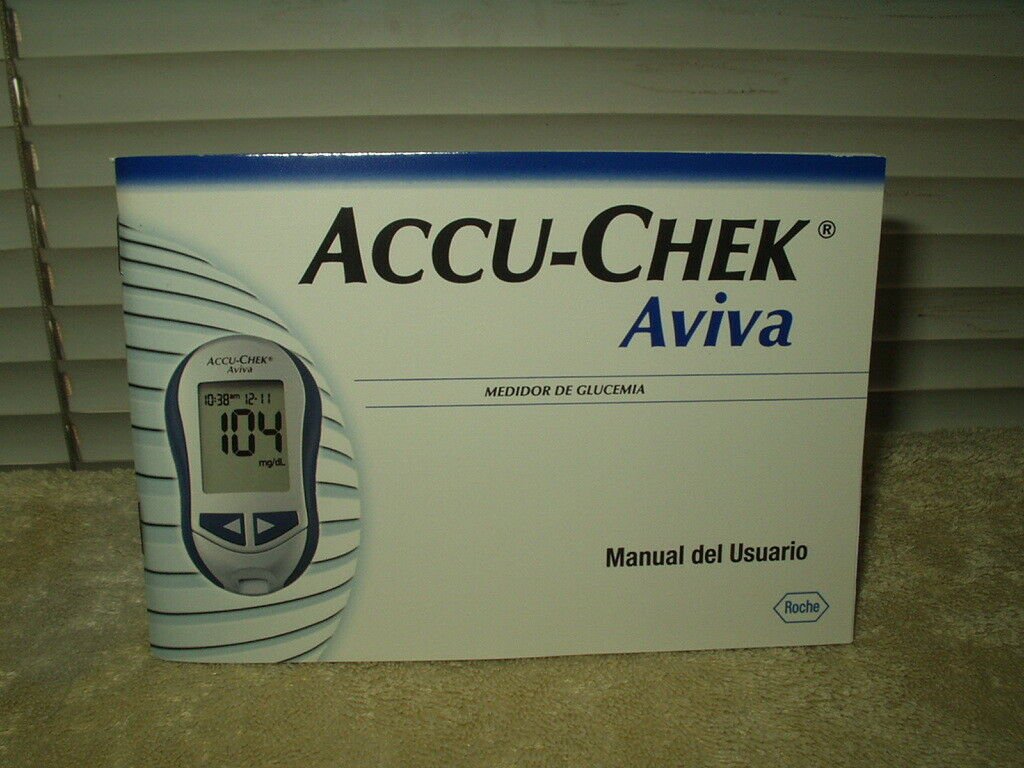 ACCU-CHEK®
Aviva
MEDIDOR DE GLUCEMIA
ACCU-CHEK®
Aviva
10:38am 12-11
104
mg/dL
Manual del Usuario
Roche